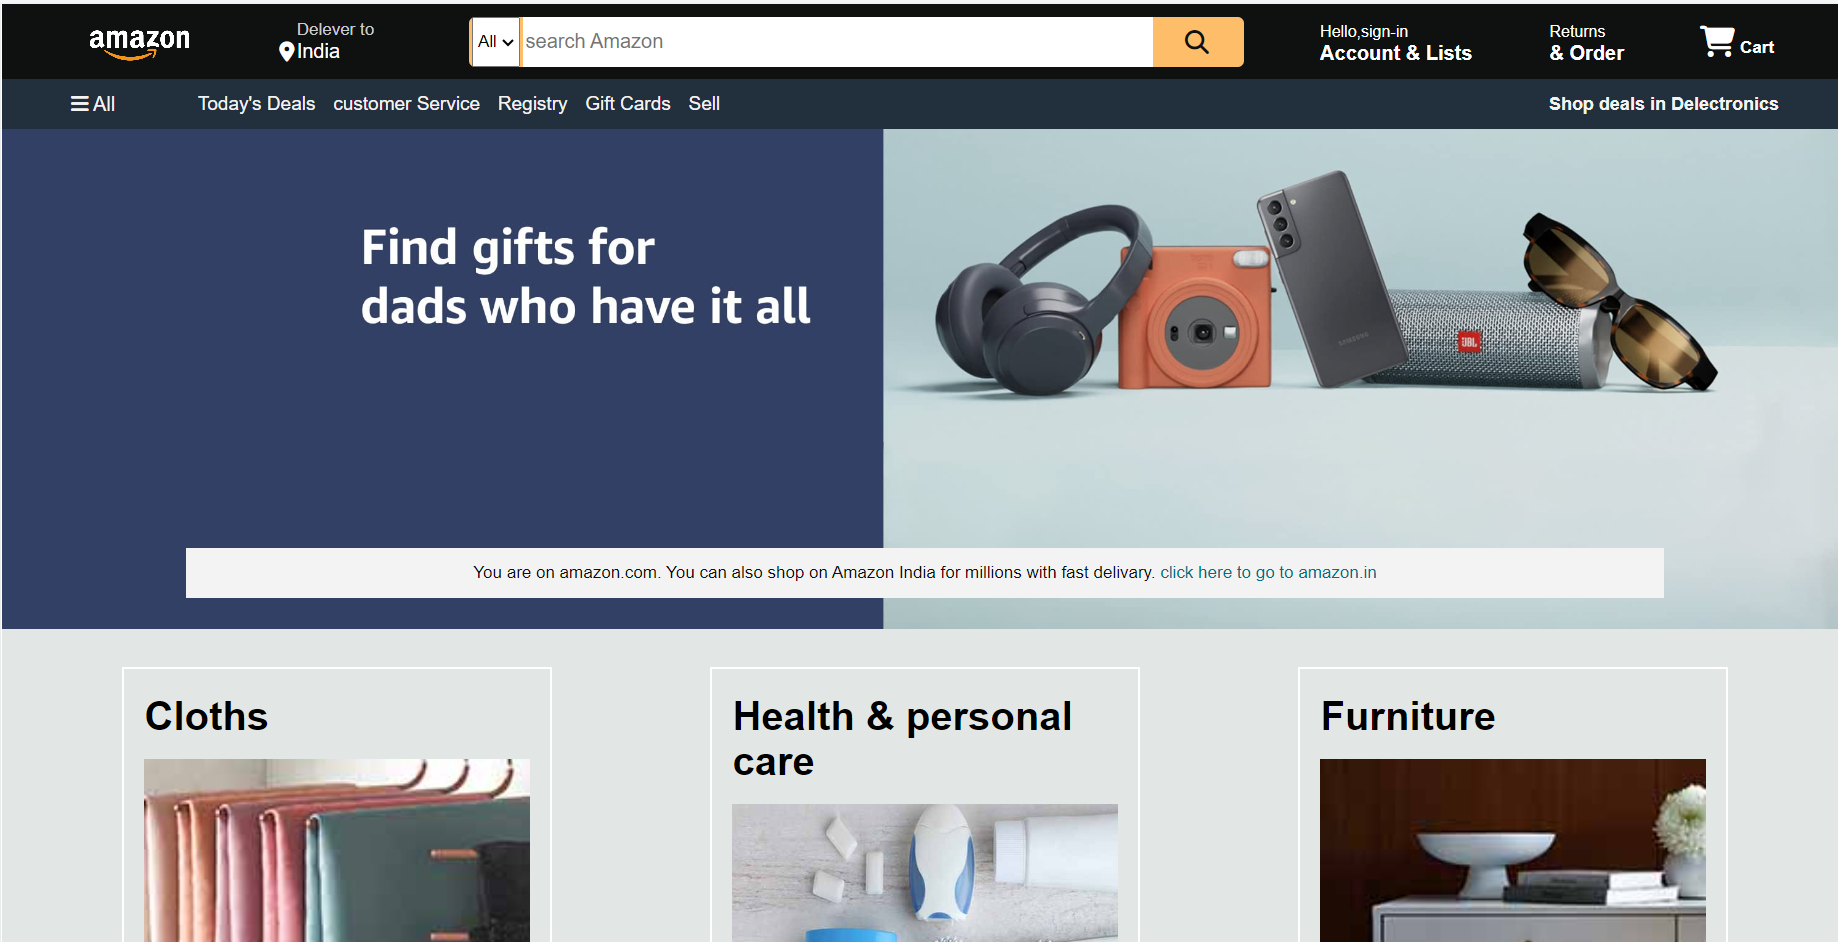 amazon
Delever to
India
All
search Amazon
Hello,sign-in
Account & Lists
Returns
& Order
Cart
All
Today's Deals
customer Service
Registry
Gift Cards
Sell
Shop deals in Delectronics
Find gifts for
dads who have it all
SAMSUNG
JBL
You are on amazon.com. You can also shop on Amazon India for millions with fast delivary. click here to go to amazon.in
Cloths
Health & personal
care
Furniture